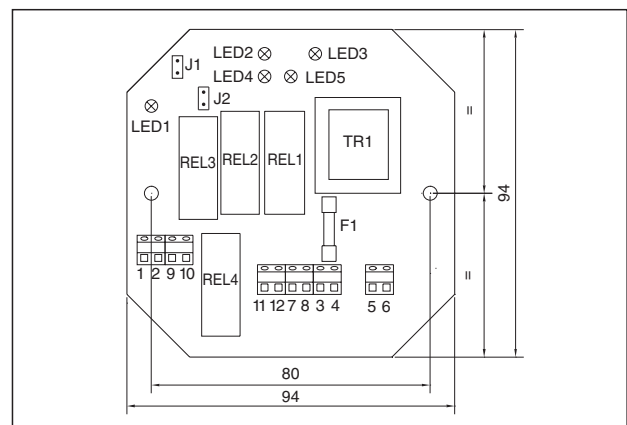 LED2 LED3
J1
LED4 LED5
J2
LED1
REL3 REL2 REL1 TR1
=
94
F1
1 2 9 10
REL4
=
11 12 7 8 3 4 5 6
80
94